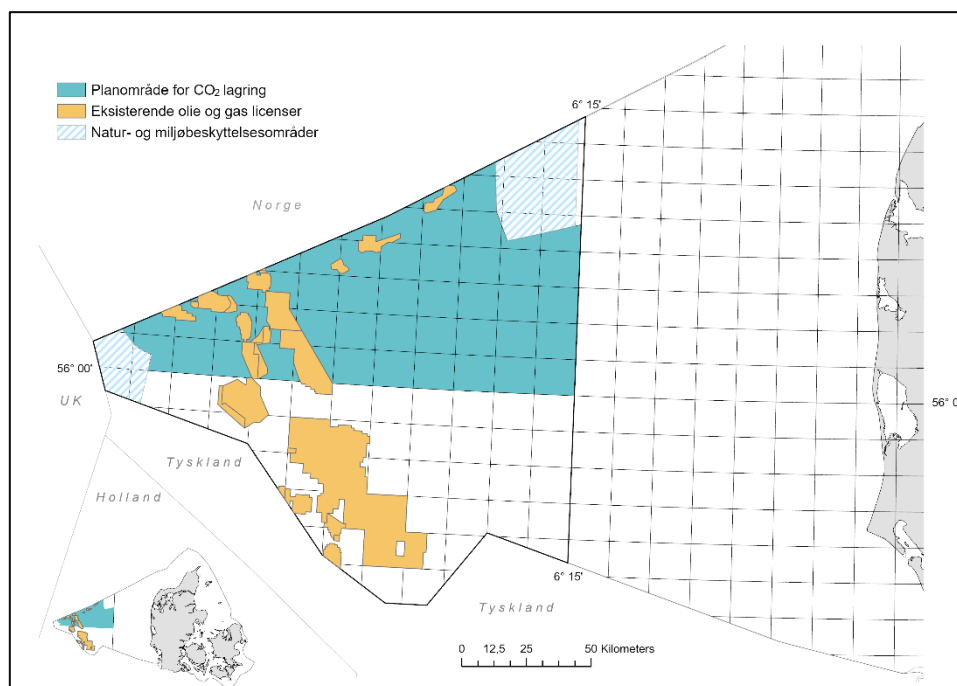 Planområde for CO₂ lagring
Eksisterende olie og gas licenser
Natur- og miljøbeskyttelsesområder
6° 15'
Norge
56° 00'
UK
56° 0
Tyskland
Holland
6° 15'
Tyskland
0 12,5 25 50 Kilometers